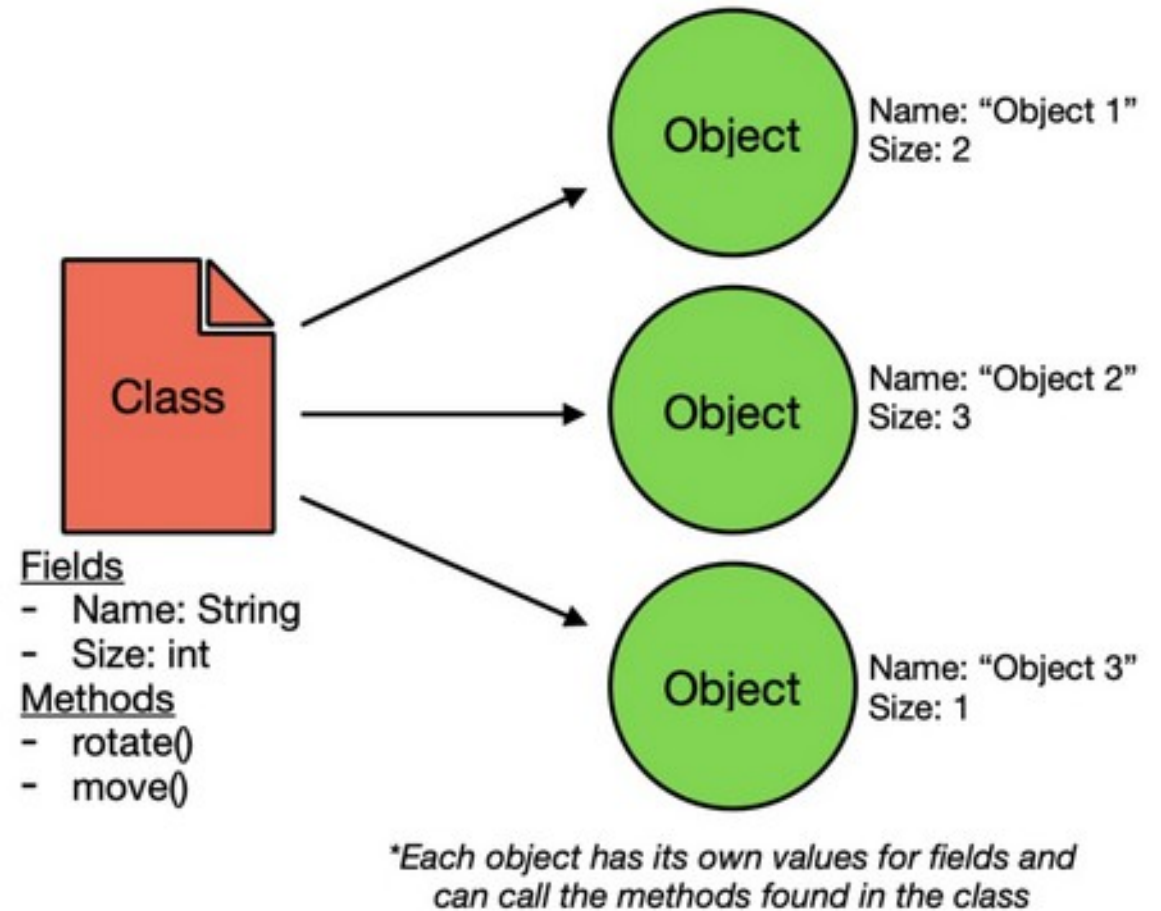 Class
Fields
- Name: String
- Size: int
Methods
- rotate()
- move()
Object
Name: “Object 1”
Size: 2
Object
Name: “Object 2”
Size: 3
Object
Name: “Object 3”
Size: 1
*Each object has its own values for fields and
can call the methods found in the class